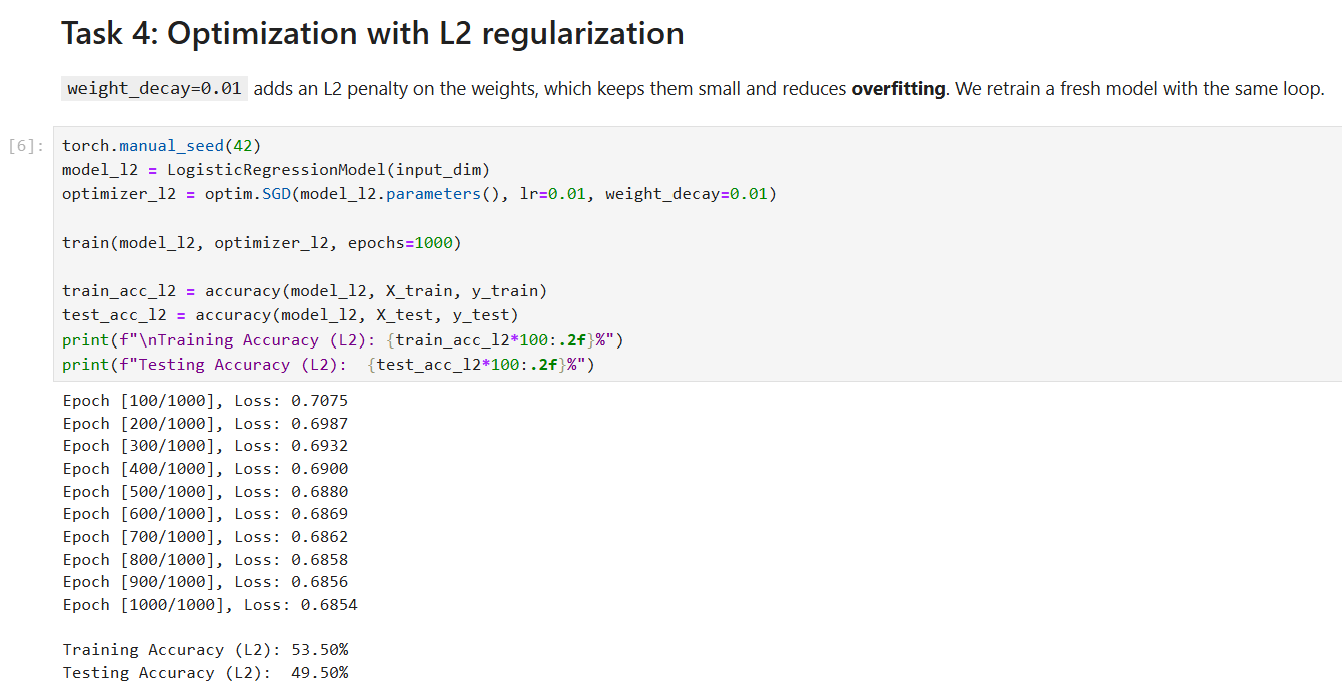 Task 4: Optimization with L2 regularization
weight_decay=0.01 adds an L2 penalty on the weights, which keeps them small and reduces overfitting. We retrain a fresh model with the same loop.
[6]:
torch.manual_seed(42)
model_l2 = LogisticRegressionModel(input_dim)
optimizer_l2 = optim.SGD(model_l2.parameters(), lr=0.01, weight_decay=0.01)
train(model_l2, optimizer_l2, epochs=1000)
train_acc_l2 = accuracy(model_l2, X_train, y_train)
test_acc_l2 = accuracy(model_l2, X_test, y_test)
print(f"\nTraining Accuracy (L2): {train_acc_l2*100:.2f}%")
print(f"Testing Accuracy (L2):  {test_acc_l2*100:.2f}%")
Epoch [100/1000], Loss: 0.7075
Epoch [200/1000], Loss: 0.6987
Epoch [300/1000], Loss: 0.6932
Epoch [400/1000], Loss: 0.6900
Epoch [500/1000], Loss: 0.6880
Epoch [600/1000], Loss: 0.6869
Epoch [700/1000], Loss: 0.6862
Epoch [800/1000], Loss: 0.6858
Epoch [900/1000], Loss: 0.6856
Epoch [1000/1000], Loss: 0.6854
Training Accuracy (L2): 53.50%
Testing Accuracy (L2):  49.50%